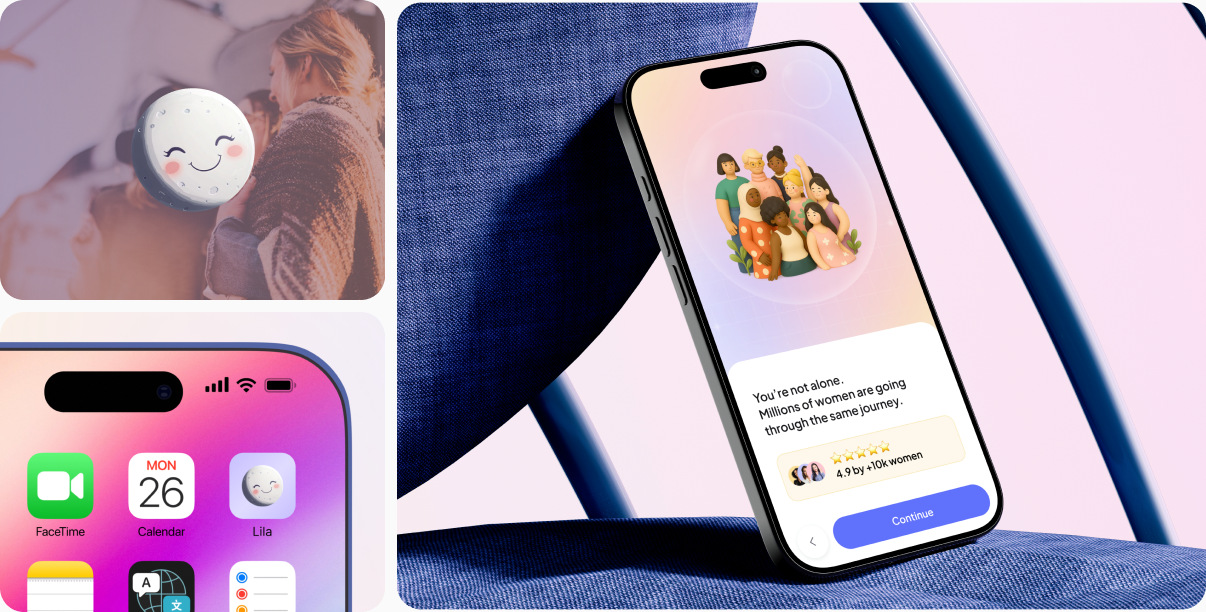 MON
26
FaceTime
Calendar
Lila
A
文
You're not alone.
Millions of women are going
through the same journey.
4.9 by +10k women
Continue